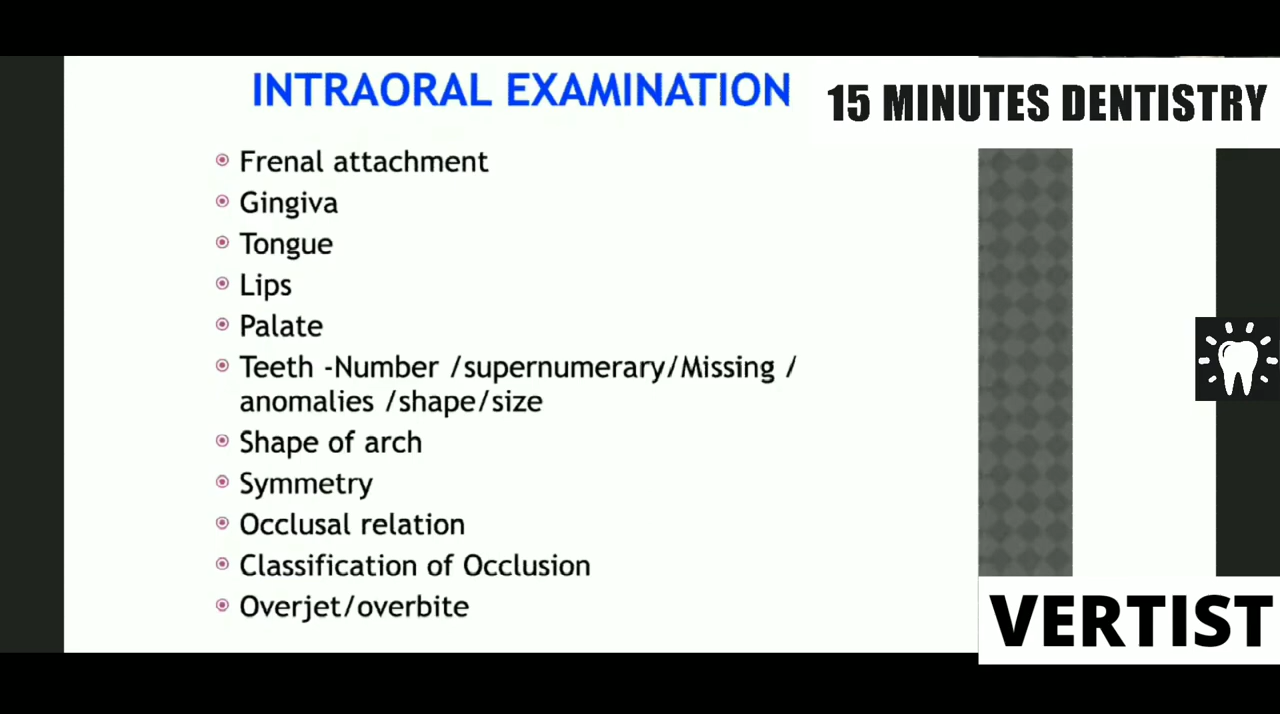 INTRAORAL EXAMINATION
15 MINUTES DENTISTRY
Frenal attachment
Gingiva
Tongue
Lips
Palate
Teeth -Number /supernumerary/Missing /
anomalies /shape/size
Shape of arch
Symmetry
Occlusal relation
Classification of Occlusion
Overjet/overbite
VERTIST